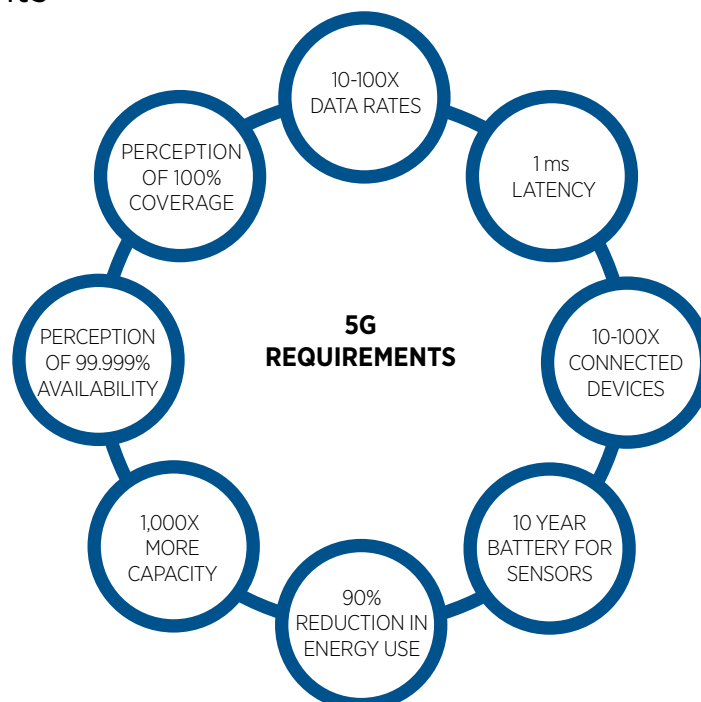 10-100X
DATA RATES
1 ms
LATENCY
10-100X
CONNECTED
DEVICES
10 YEAR
BATTERY FOR
SENSORS
90%
REDUCTION IN
ENERGY USE
1,000X
MORE
CAPACITY
PERCEPTION
OF 99.999%
AVAILABILITY
PERCEPTION
OF 100%
COVERAGE
5G
REQUIREMENTS